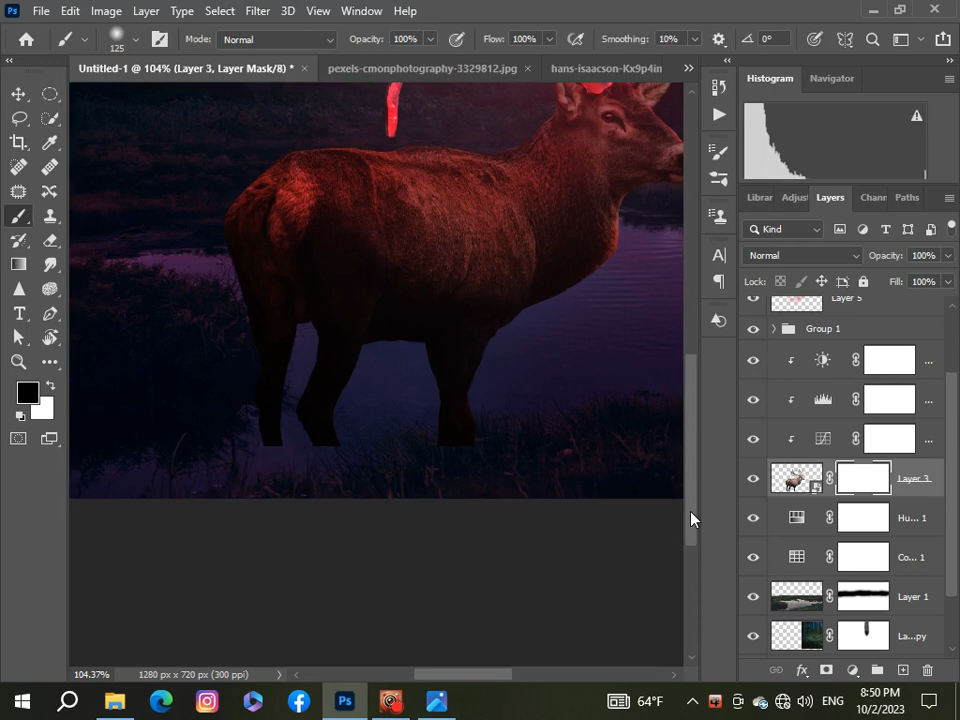 Ps File Edit Image Layer Type Select Filter 3D View Window Help
125 Mode: Normal Opacity: 100% Flow: 100% Smoothing: 10% 0°
Untitled-1 @ 104% (Layer 3, Layer Mask/8) * × pexels-cmonphotography-3329812.jpg × hans-isaacson-Kx9p4in
Histogram Navigator
Librar Adjus Layers Chann Paths
Kind
Normal Opacity: 100%
Lock: Fill: 100%
Layer 5
Group 1
...
...
...
Layer 3
Hu... 1
Co... 1
Layer 1
La...py
104.37% 1280 px x 720 px (300 ppi)
64°F ENG 8:50 PM
10/2/2023